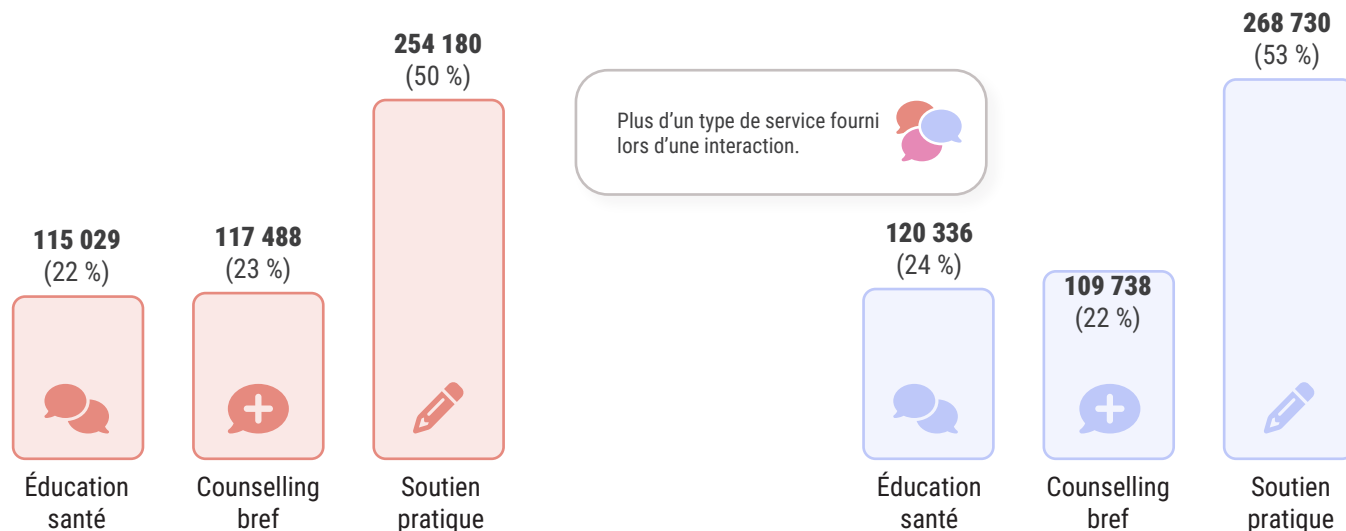 254 180
(50 %)
115 029
(22 %)
117 488
(23 %)
Éducation
santé
Counselling
bref
Soutien
pratique
Plus d'un type de service fourni
lors d'une interaction.
268 730
(53 %)
120 336
(24 %)
109 738
(22 %)
Éducation
santé
Counselling
bref
Soutien
pratique